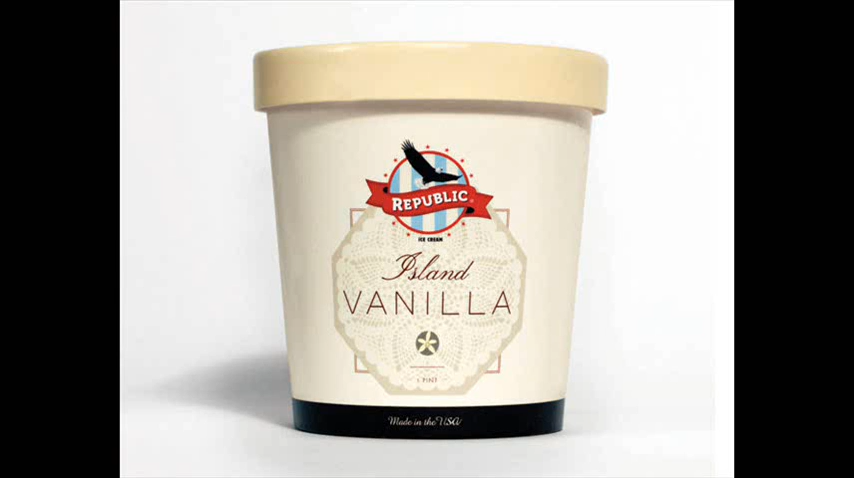 REPUBLIC
ICE CREAM
Island
VANILLA
1 PINT
Made in the USA